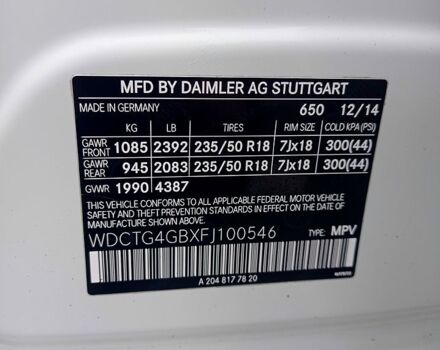 MFD BY DAIMLER AG STUTTGART
MADE IN GERMANY 650 12/14
KG LB TIRES RIM SIZE COLD KPA (PSI)
GAWR FRONT 1085 2392 235/50 R18 7Jx18 300(44)
GAWR REAR 945 2083 235/50 R18 7Jx18 300(44)
GVWR 1990 4387
THIS VEHICLE CONFORMS TO ALL APPLICABLE FEDERAL
MOTOR VEHICLE SAFETY STANDARDS IN EFFECT ON THE
DATE OF MANUFACTURE SHOWN ABOVE.
WDCTG4GBXFJ100546 TYPE: MPV
A 204 817 78 20